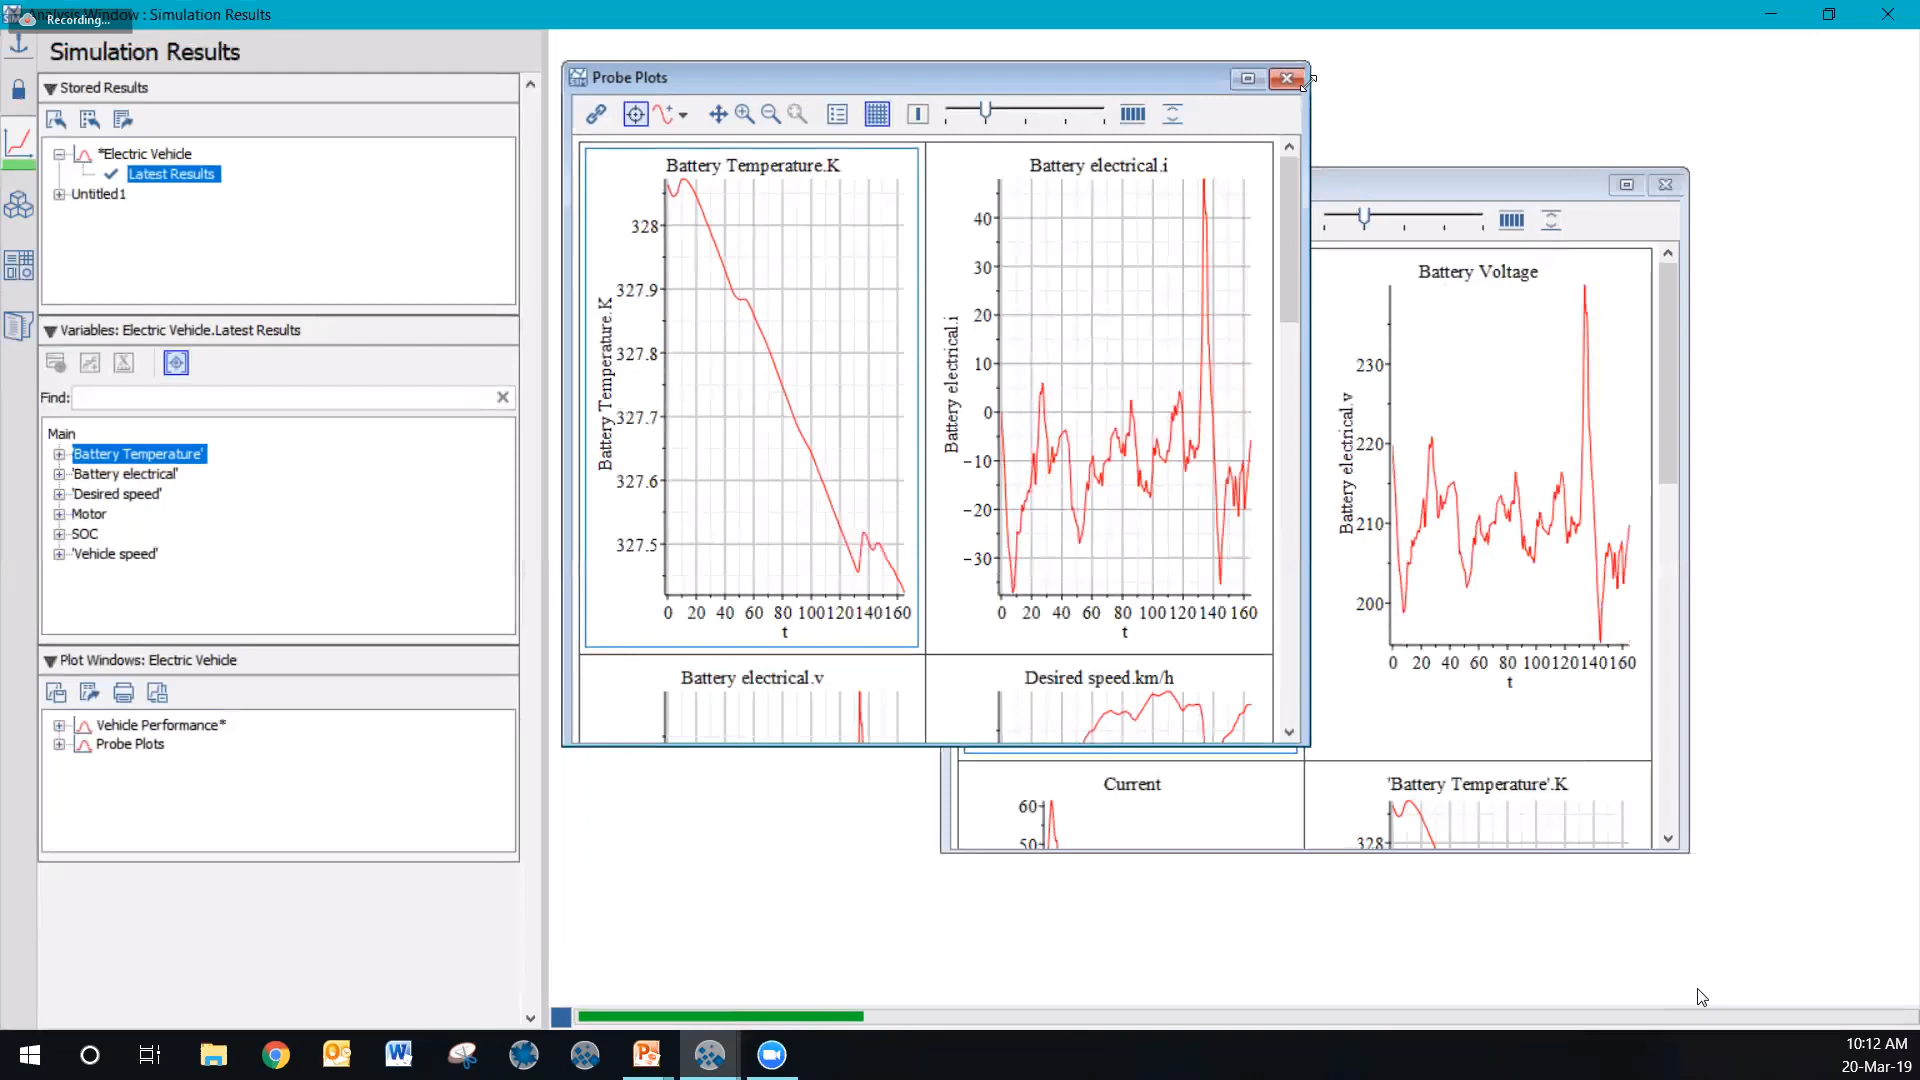 Analysis Window : Simulation Results
Recording...
Simulation Results
Stored Results
*Electric Vehicle
Latest Results
Untitled1
Variables: Electric Vehicle.Latest Results
Find:
Main
'Battery Temperature'
'Battery electrical'
'Desired speed'
Motor
SOC
'Vehicle speed'
Plot Windows: Electric Vehicle
Vehicle Performance*
Probe Plots
Probe Plots
Battery Temperature.K
328
327.9
327.8
327.7
327.6
327.5
Battery Temperature.K
0 20 40 60 80 100 120 140 160
t
Battery electrical.i
40
30
20
10
0
−10
−20
−30
Battery electrical.i
0 20 40 60 80 100 120 140 160
t
Battery electrical.v
Desired speed.km/h
Battery Voltage
230
220
210
200
Battery electrical.v
0 20 40 60 80 100 120 140 160
t
Current
60
50
'Battery Temperature'.K
328
10:12 AM
20-Mar-19